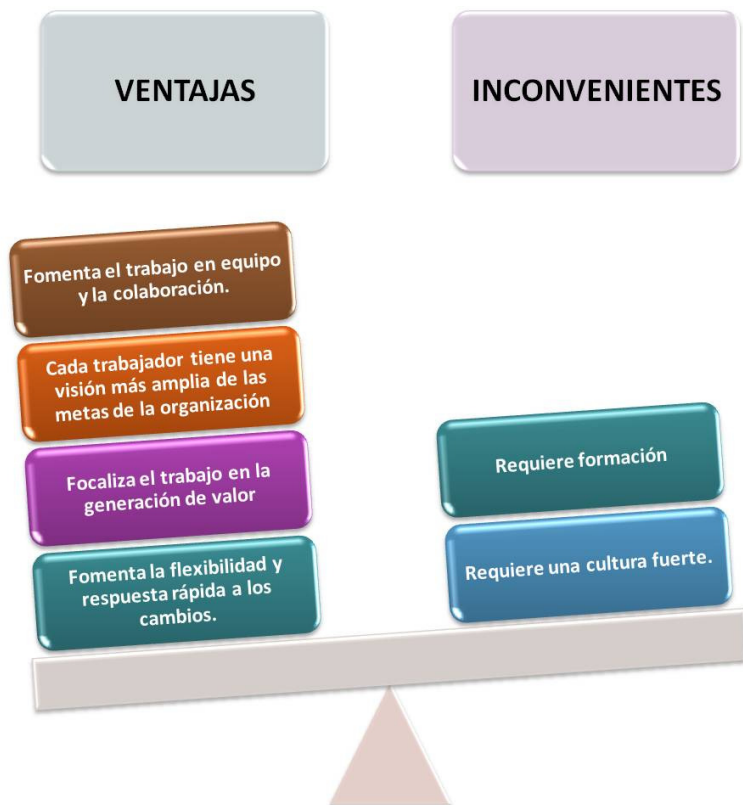 VENTAJAS
INCONVENIENTES
Fomenta el trabajo en equipo
y la colaboración.
Cada trabajador tiene una
visión más amplia de las
metas de la organización
Focaliza el trabajo en la
generación de valor
Fomenta la flexibilidad y
respuesta rápida a los
cambios.
Requiere formación
Requiere una cultura fuerte.